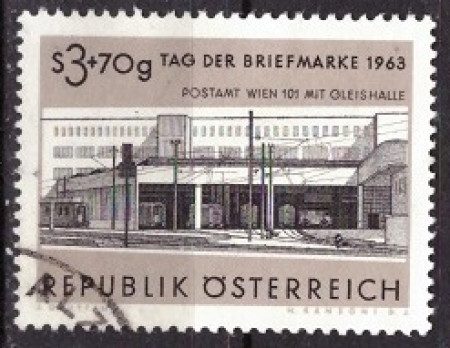 S3+70g TAG DER BRIEFMARKE 1963
POSTAMT WIEN 101 MIT GLEISHALLE
REPUBLIK ÖSTERREICH